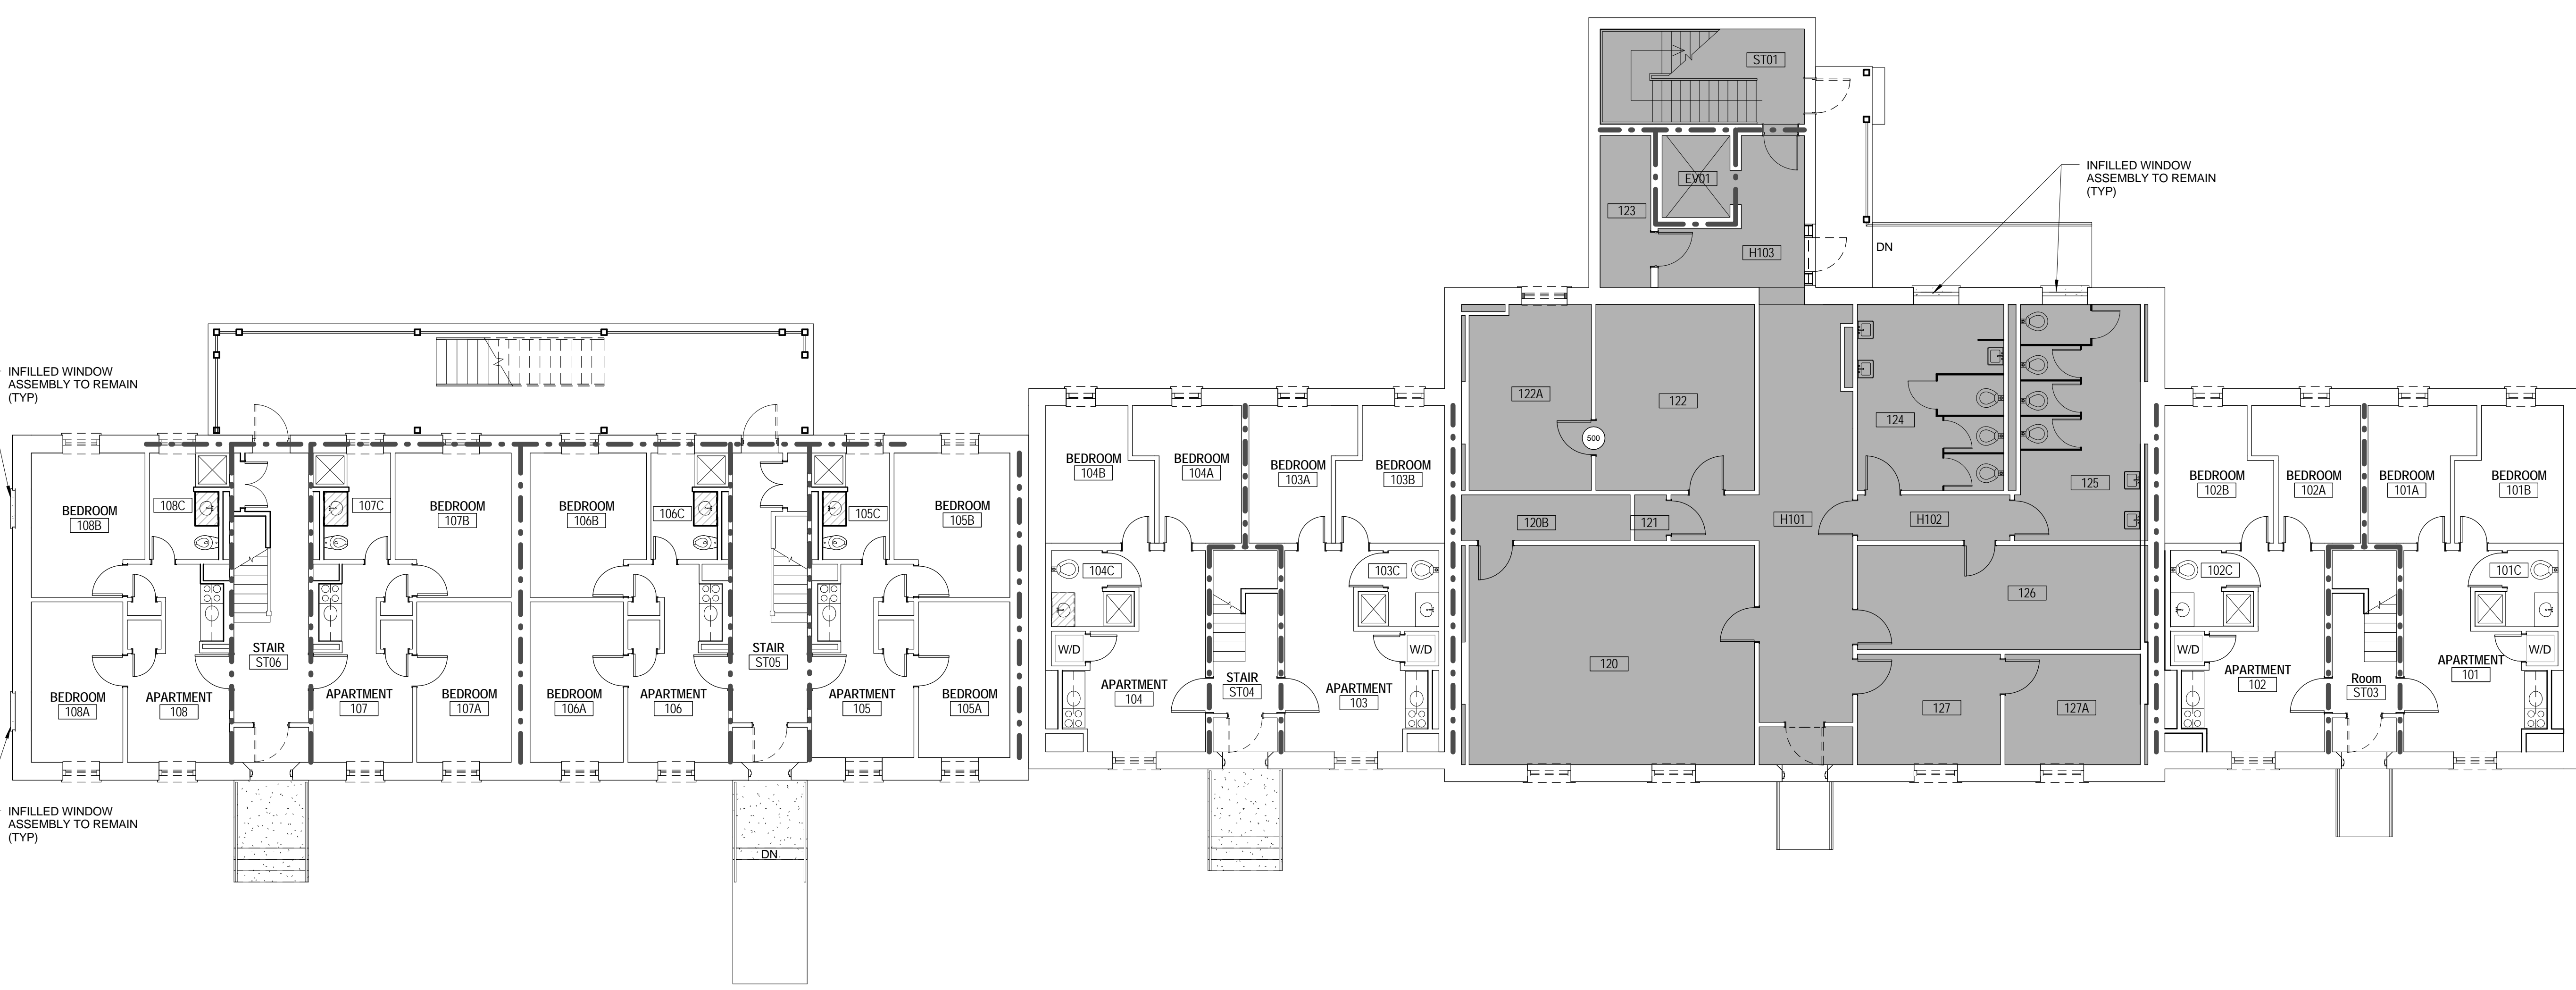 ST01
INFILLED WINDOW
ASSEMBLY TO REMAIN
(TYP)
EV01
123
H103
DN
INFILLED WINDOW
ASSEMBLY TO REMAIN
(TYP)
122A
122
124
500
125
120B
121
H101
H102
126
120
127
127A
BEDROOM
108B
108C
107C
BEDROOM
107B
BEDROOM
106B
106C
105C
BEDROOM
105B
BEDROOM
104B
BEDROOM
104A
BEDROOM
103A
BEDROOM
103B
BEDROOM
102B
BEDROOM
102A
BEDROOM
101A
BEDROOM
101B
104C
103C
102C
101C
W/D
W/D
W/D
W/D
STAIR
ST06
STAIR
ST05
STAIR
ST04
Room
ST03
BEDROOM
108A
APARTMENT
108
APARTMENT
107
BEDROOM
107A
BEDROOM
106A
APARTMENT
106
APARTMENT
105
BEDROOM
105A
APARTMENT
104
APARTMENT
103
APARTMENT
102
APARTMENT
101
INFILLED WINDOW
ASSEMBLY TO REMAIN
(TYP)
DN